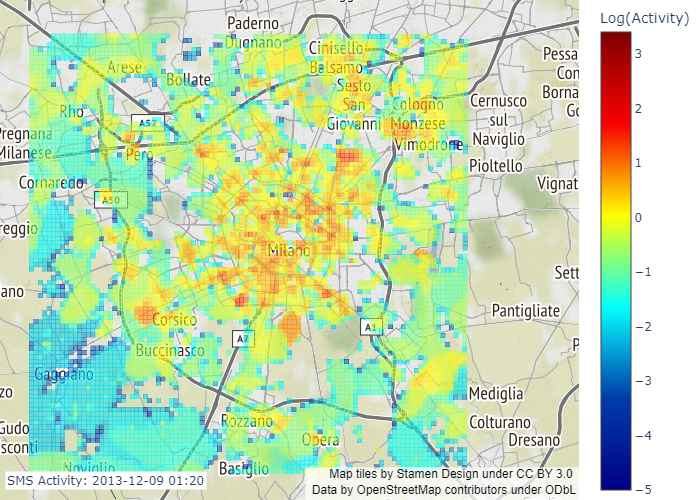 Log(Activity)
Paderno
Dugnano
Cinisello
Balsamo
Arese
Bollate
Sesto
San
Giovanni
Cologno
Monzese
Cernusco
sul
Naviglio
Pessa
Con
Borna
Go
Rho
A52
Pregnana
Milanese
Pero
Vimodrone
Pioltello
Cornaredo
Vignat
A50
reggio
Milano
Sett
ano
Pantigliate
Corsico
A7
A1
P
Buccinasco
Gaggiano
zo
Mediglia
Gudo
sconti
Rozzano
Colturano
Opera
Dresano
Noviglio
Basiglio
SMS Activity: 2013-12-09 01:20
Map tiles by Stamen Design under CC BY 3.0
Data by OpenStreetMap contributors under ODbL
3
2
1
0
−1
−2
−3
−4
−5